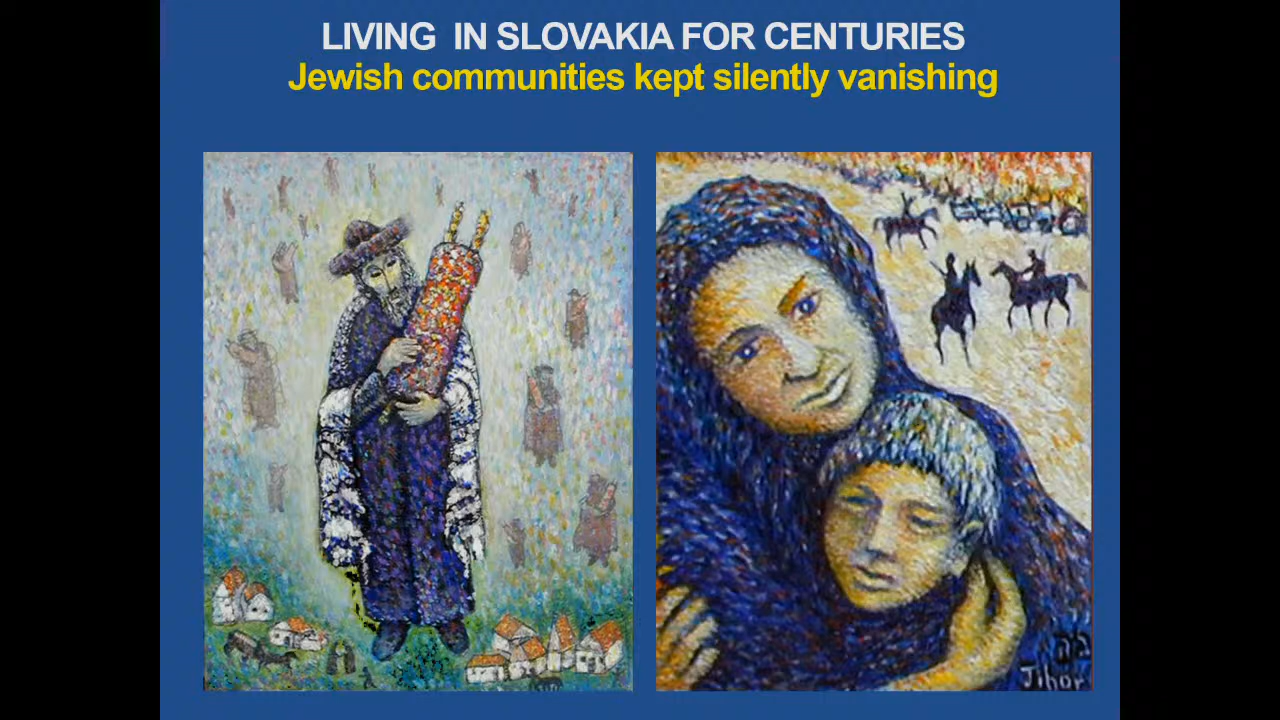 LIVING IN SLOVAKIA FOR CENTURIES
Jewish communities kept silently vanishing
Jihor